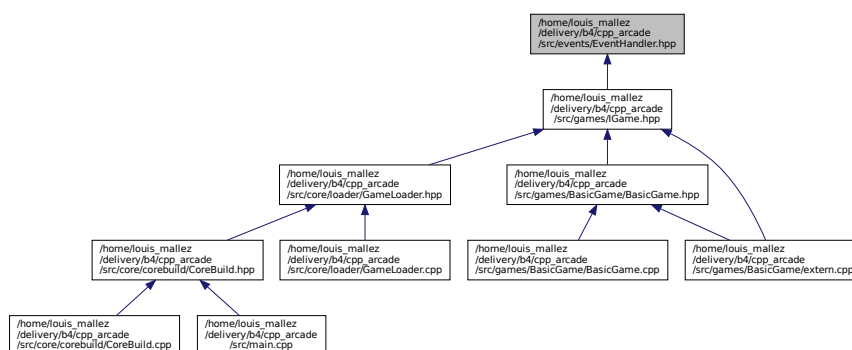 /home/louis_mallez
/delivery/b4/cpp_arcade
/src/events/EventHandler.hpp
/home/louis_mallez
/delivery/b4/cpp_arcade
/src/games/IGame.hpp
/home/louis_mallez
/delivery/b4/cpp_arcade
/src/core/loader/GameLoader.hpp
/home/louis_mallez
/delivery/b4/cpp_arcade
/src/games/BasicGame/BasicGame.hpp
/home/louis_mallez
/delivery/b4/cpp_arcade
/src/core/corebuild/CoreBuild.hpp
/home/louis_mallez
/delivery/b4/cpp_arcade
/src/core/loader/GameLoader.cpp
/home/louis_mallez
/delivery/b4/cpp_arcade
/src/games/BasicGame/BasicGame.cpp
/home/louis_mallez
/delivery/b4/cpp_arcade
/src/games/BasicGame/extern.cpp
/home/louis_mallez
/delivery/b4/cpp_arcade
/src/core/corebuild/CoreBuild.cpp
/home/louis_mallez
/delivery/b4/cpp_arcade
/src/main.cpp